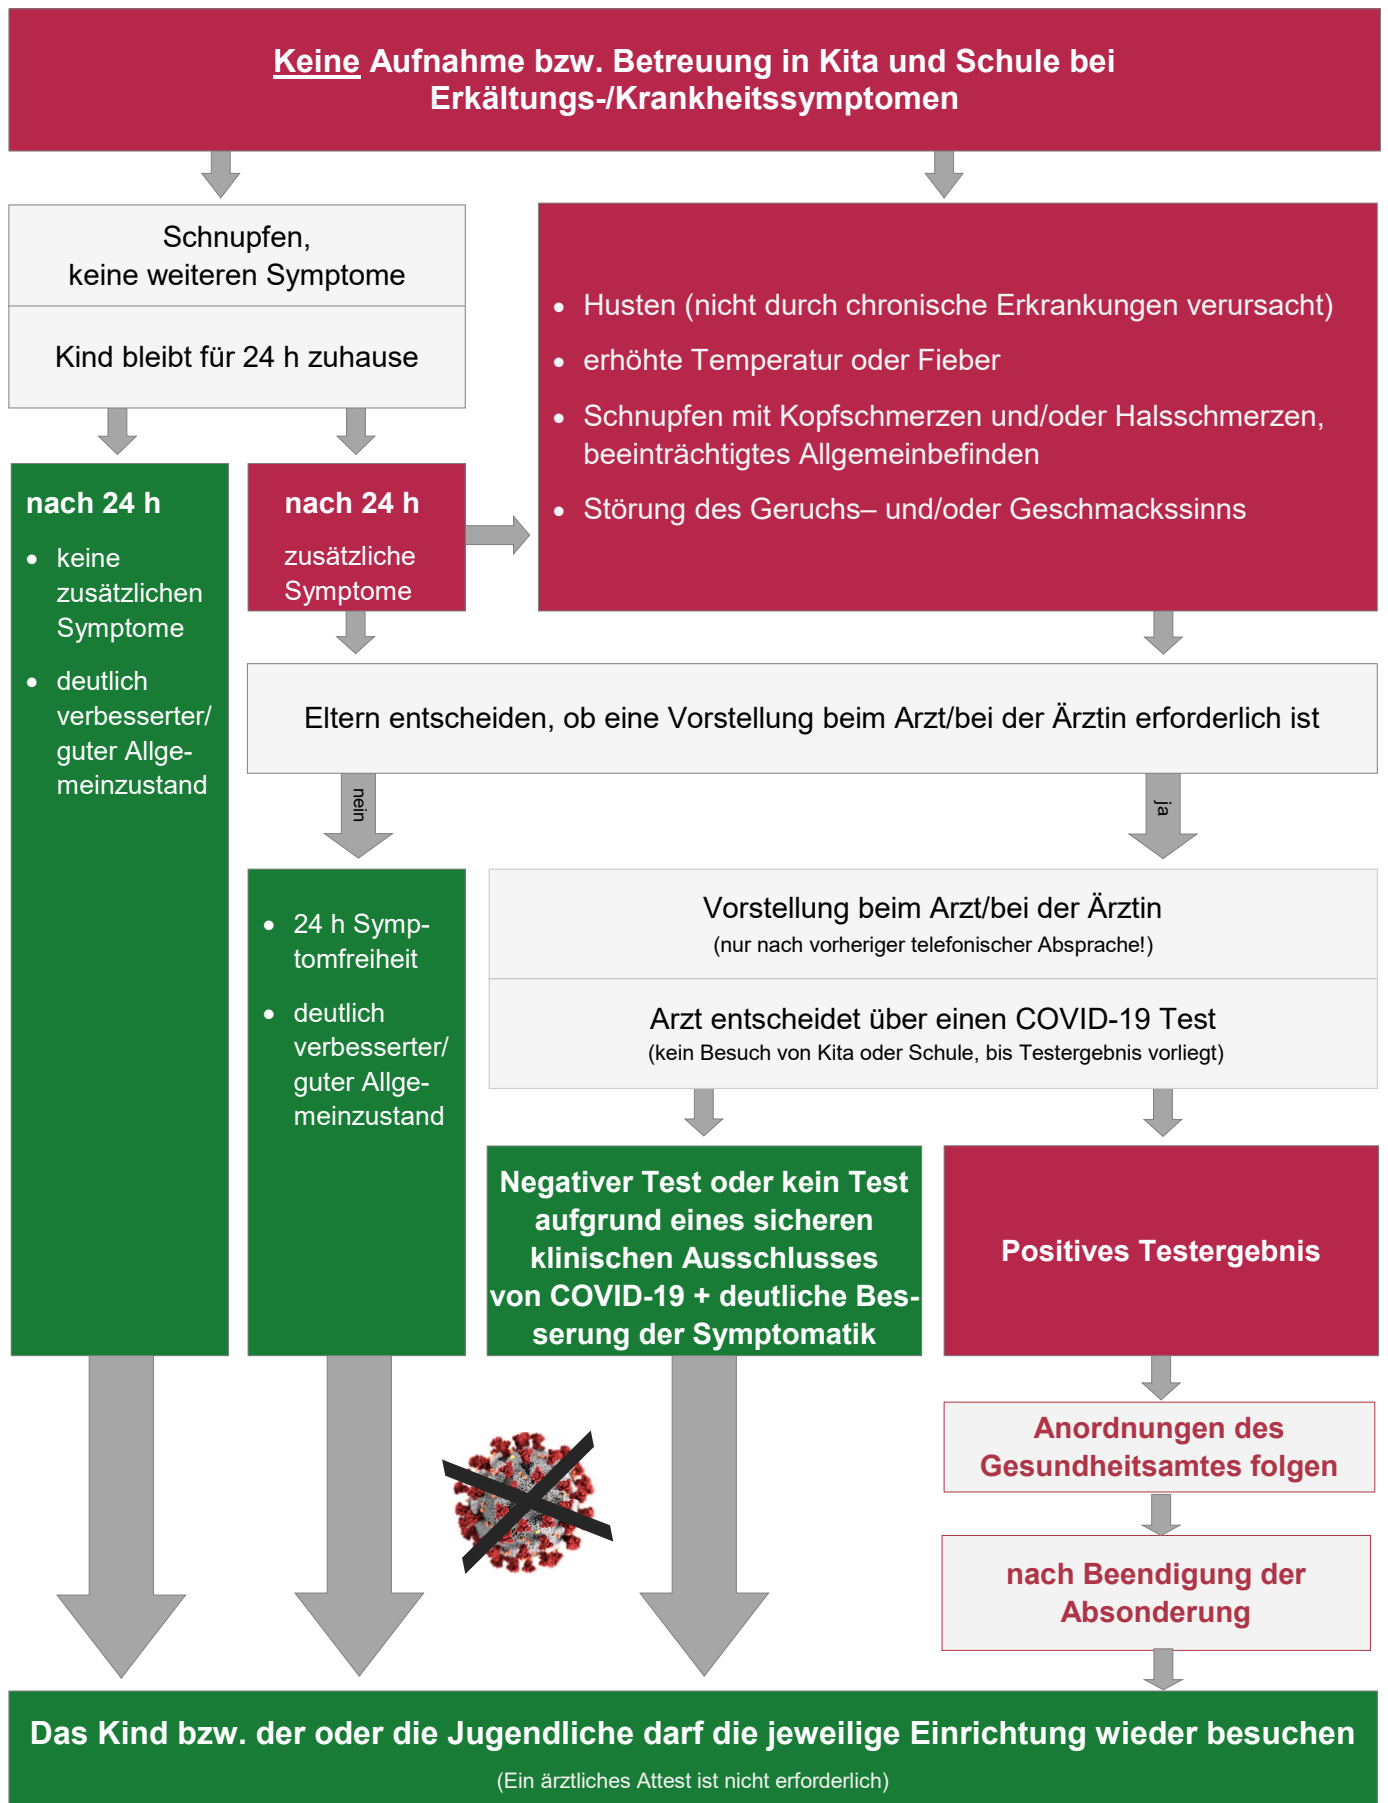 Keine Aufnahme bzw. Betreuung in Kita und Schule bei
Erkältungs-/Krankheitssymptomen
Schnupfen,
keine weiteren Symptome
Kind bleibt für 24 h zuhause
• Husten (nicht durch chronische Erkrankungen verursacht)
• erhöhte Temperatur oder Fieber
• Schnupfen mit Kopfschmerzen und/oder Halsschmerzen,
beeinträchtigtes Allgemeinbefinden
• Störung des Geruchs– und/oder Geschmackssinns
nach 24 h
• keine
zusätzlichen
Symptome
• deutlich
verbesserter/
guter Allge-
meinzustand
nach 24 h
zusätzliche
Symptome
Eltern entscheiden, ob eine Vorstellung beim Arzt/bei der Ärztin erforderlich ist
nein
ja
• 24 h Symp-
tomfreiheit
• deutlich
verbesserter/
guter Allge-
meinzustand
Vorstellung beim Arzt/bei der Ärztin
(nur nach vorheriger telefonischer Absprache!)
Arzt entscheidet über einen COVID-19 Test
(kein Besuch von Kita oder Schule, bis Testergebnis vorliegt)
Negativer Test oder kein Test
aufgrund eines sicheren
klinischen Ausschlusses
von COVID-19 + deutliche Bes-
serung der Symptomatik
Positives Testergebnis
Anordnungen des
Gesundheitsamtes folgen
nach Beendigung der
Absonderung
Das Kind bzw. der oder die Jugendliche darf die jeweilige Einrichtung wieder besuchen
(Ein ärztliches Attest ist nicht erforderlich)